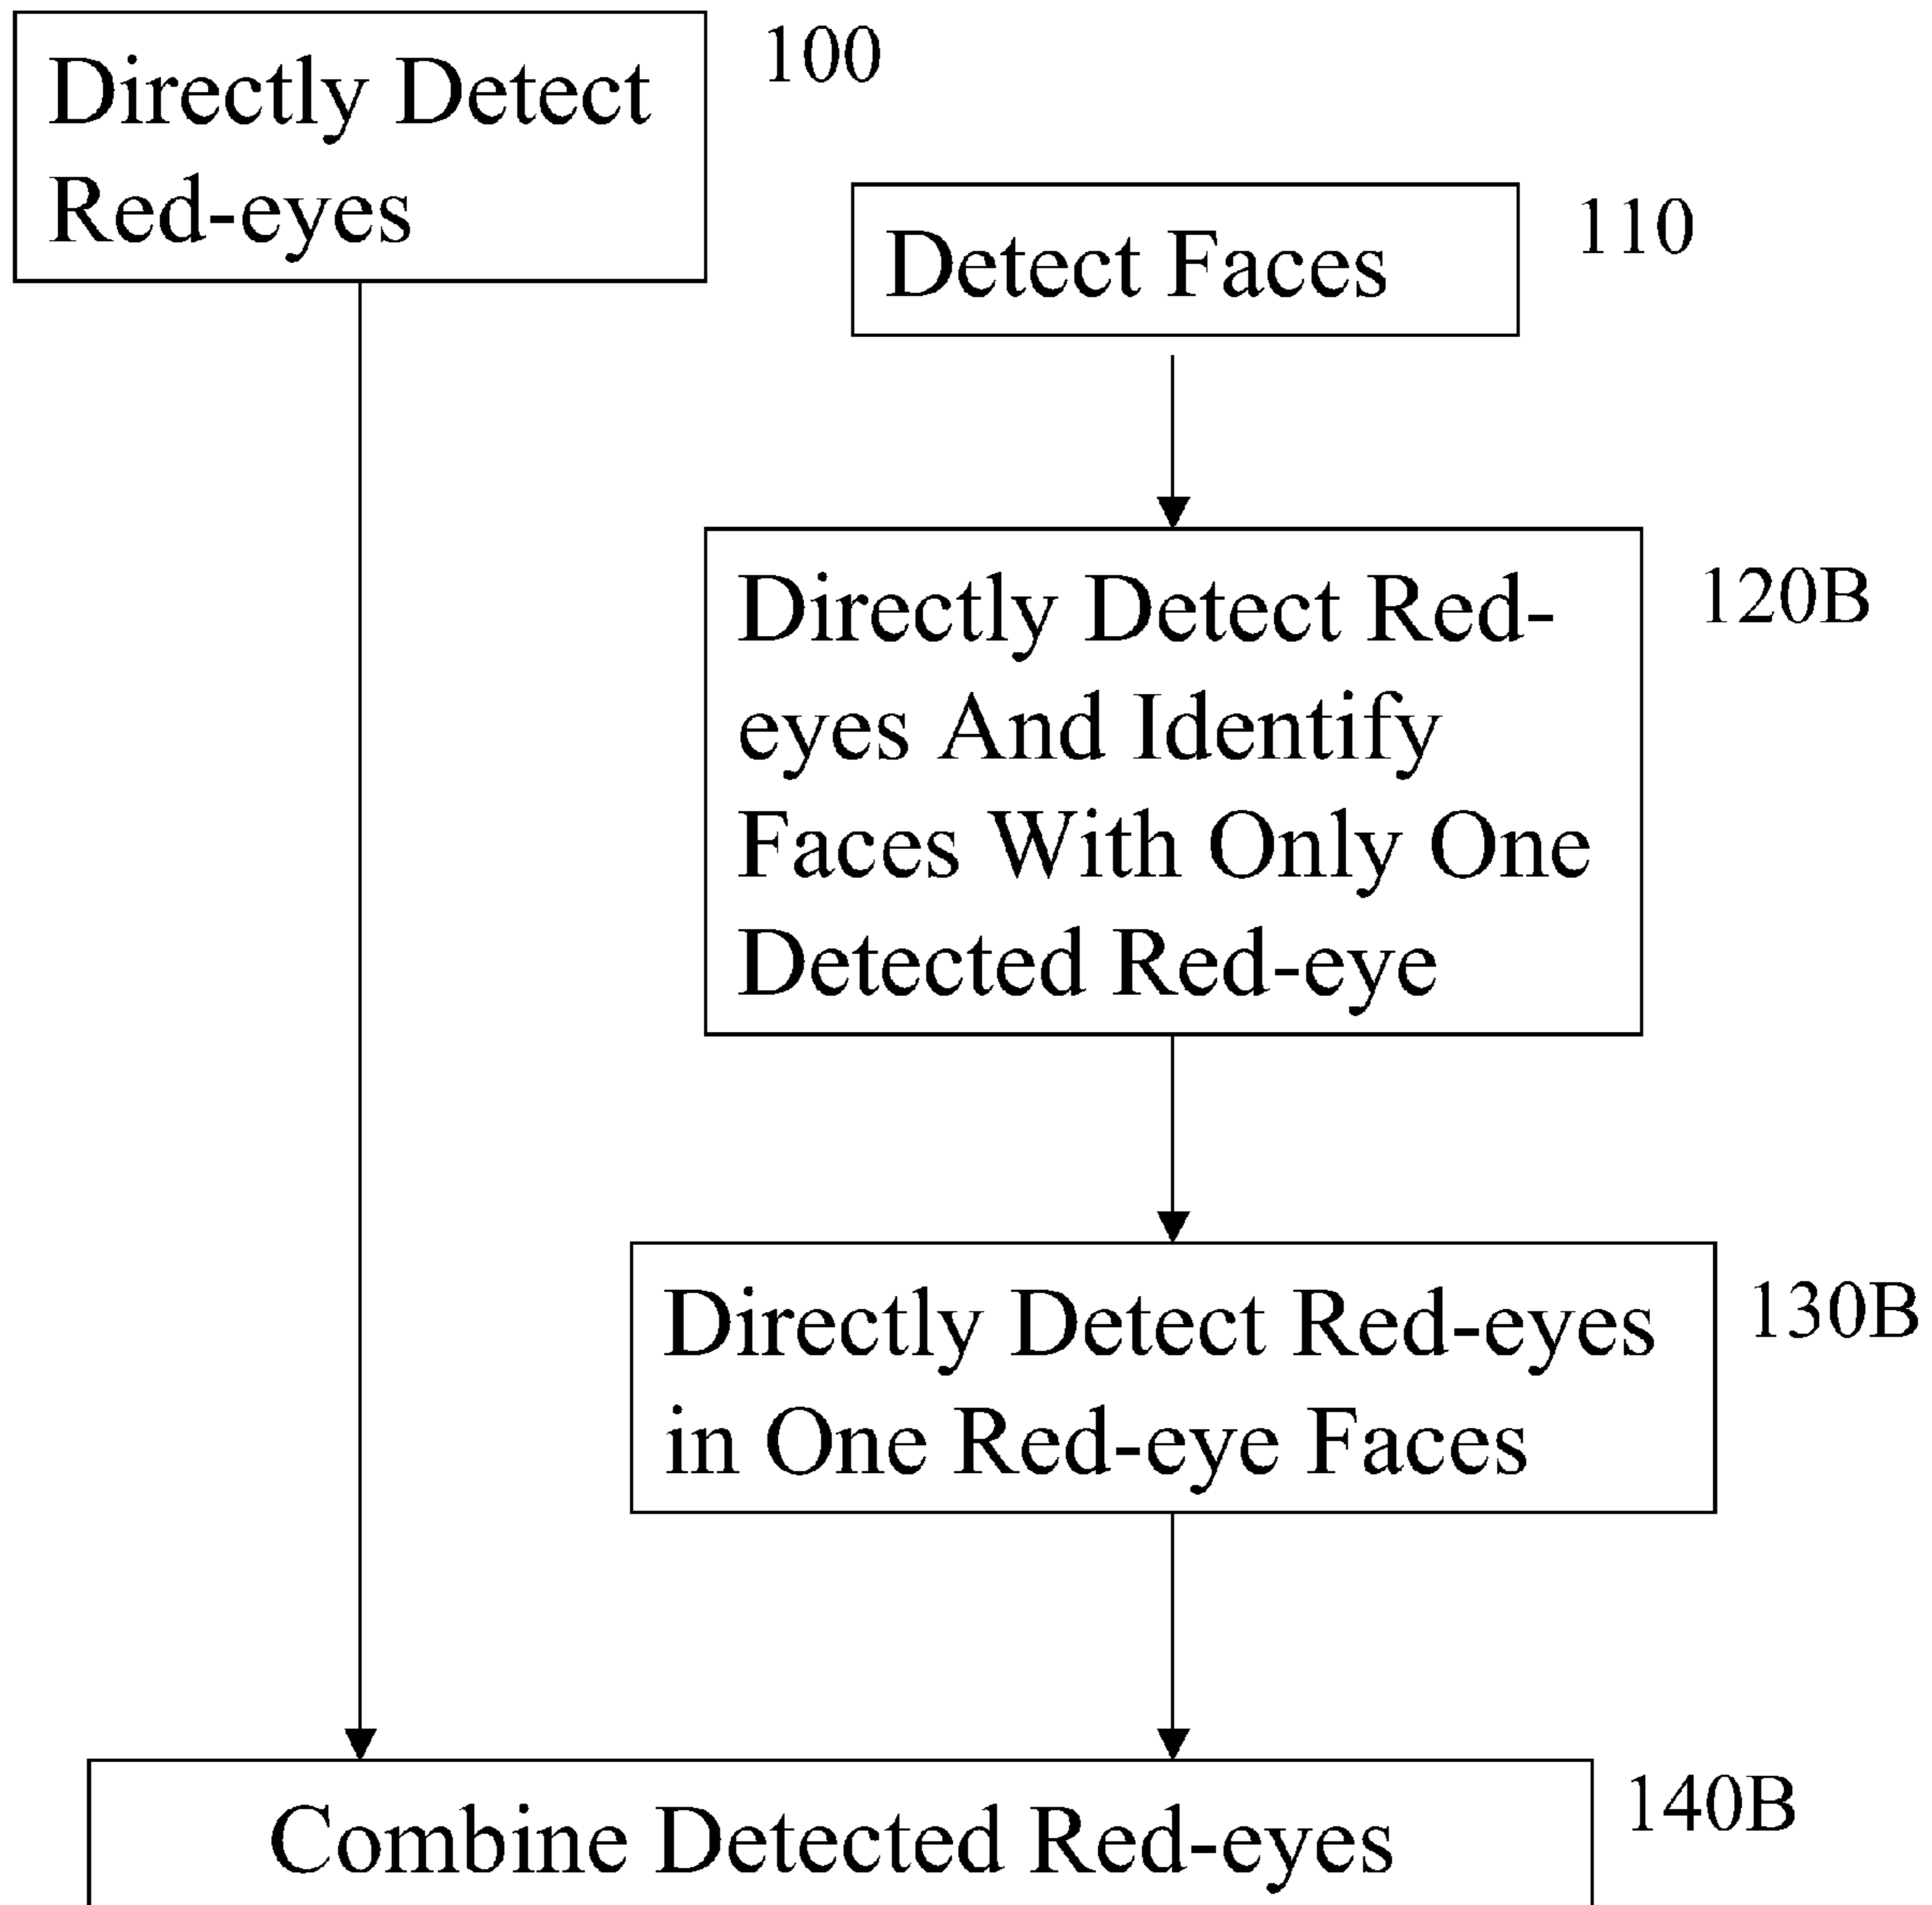 Directly Detect
Red-eyes
100
Detect Faces
110
Directly Detect Red-
eyes And Identify
Faces With Only One
Detected Red-eye
120B
Directly Detect Red-eyes
in One Red-eye Faces
130B
Combine Detected Red-eyes
140B